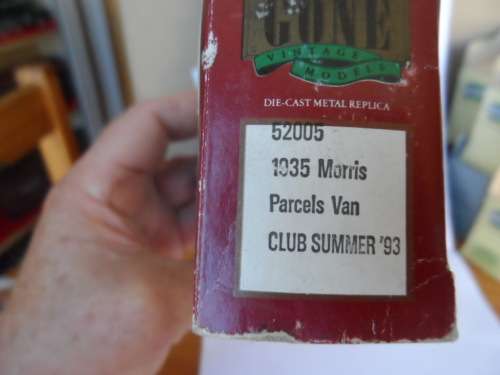 GONE
VINTAGE
MODELS
DIE-CAST METAL REPLICA
52005
1935 Morris
Parcels Van
CLUB SUMMER '93